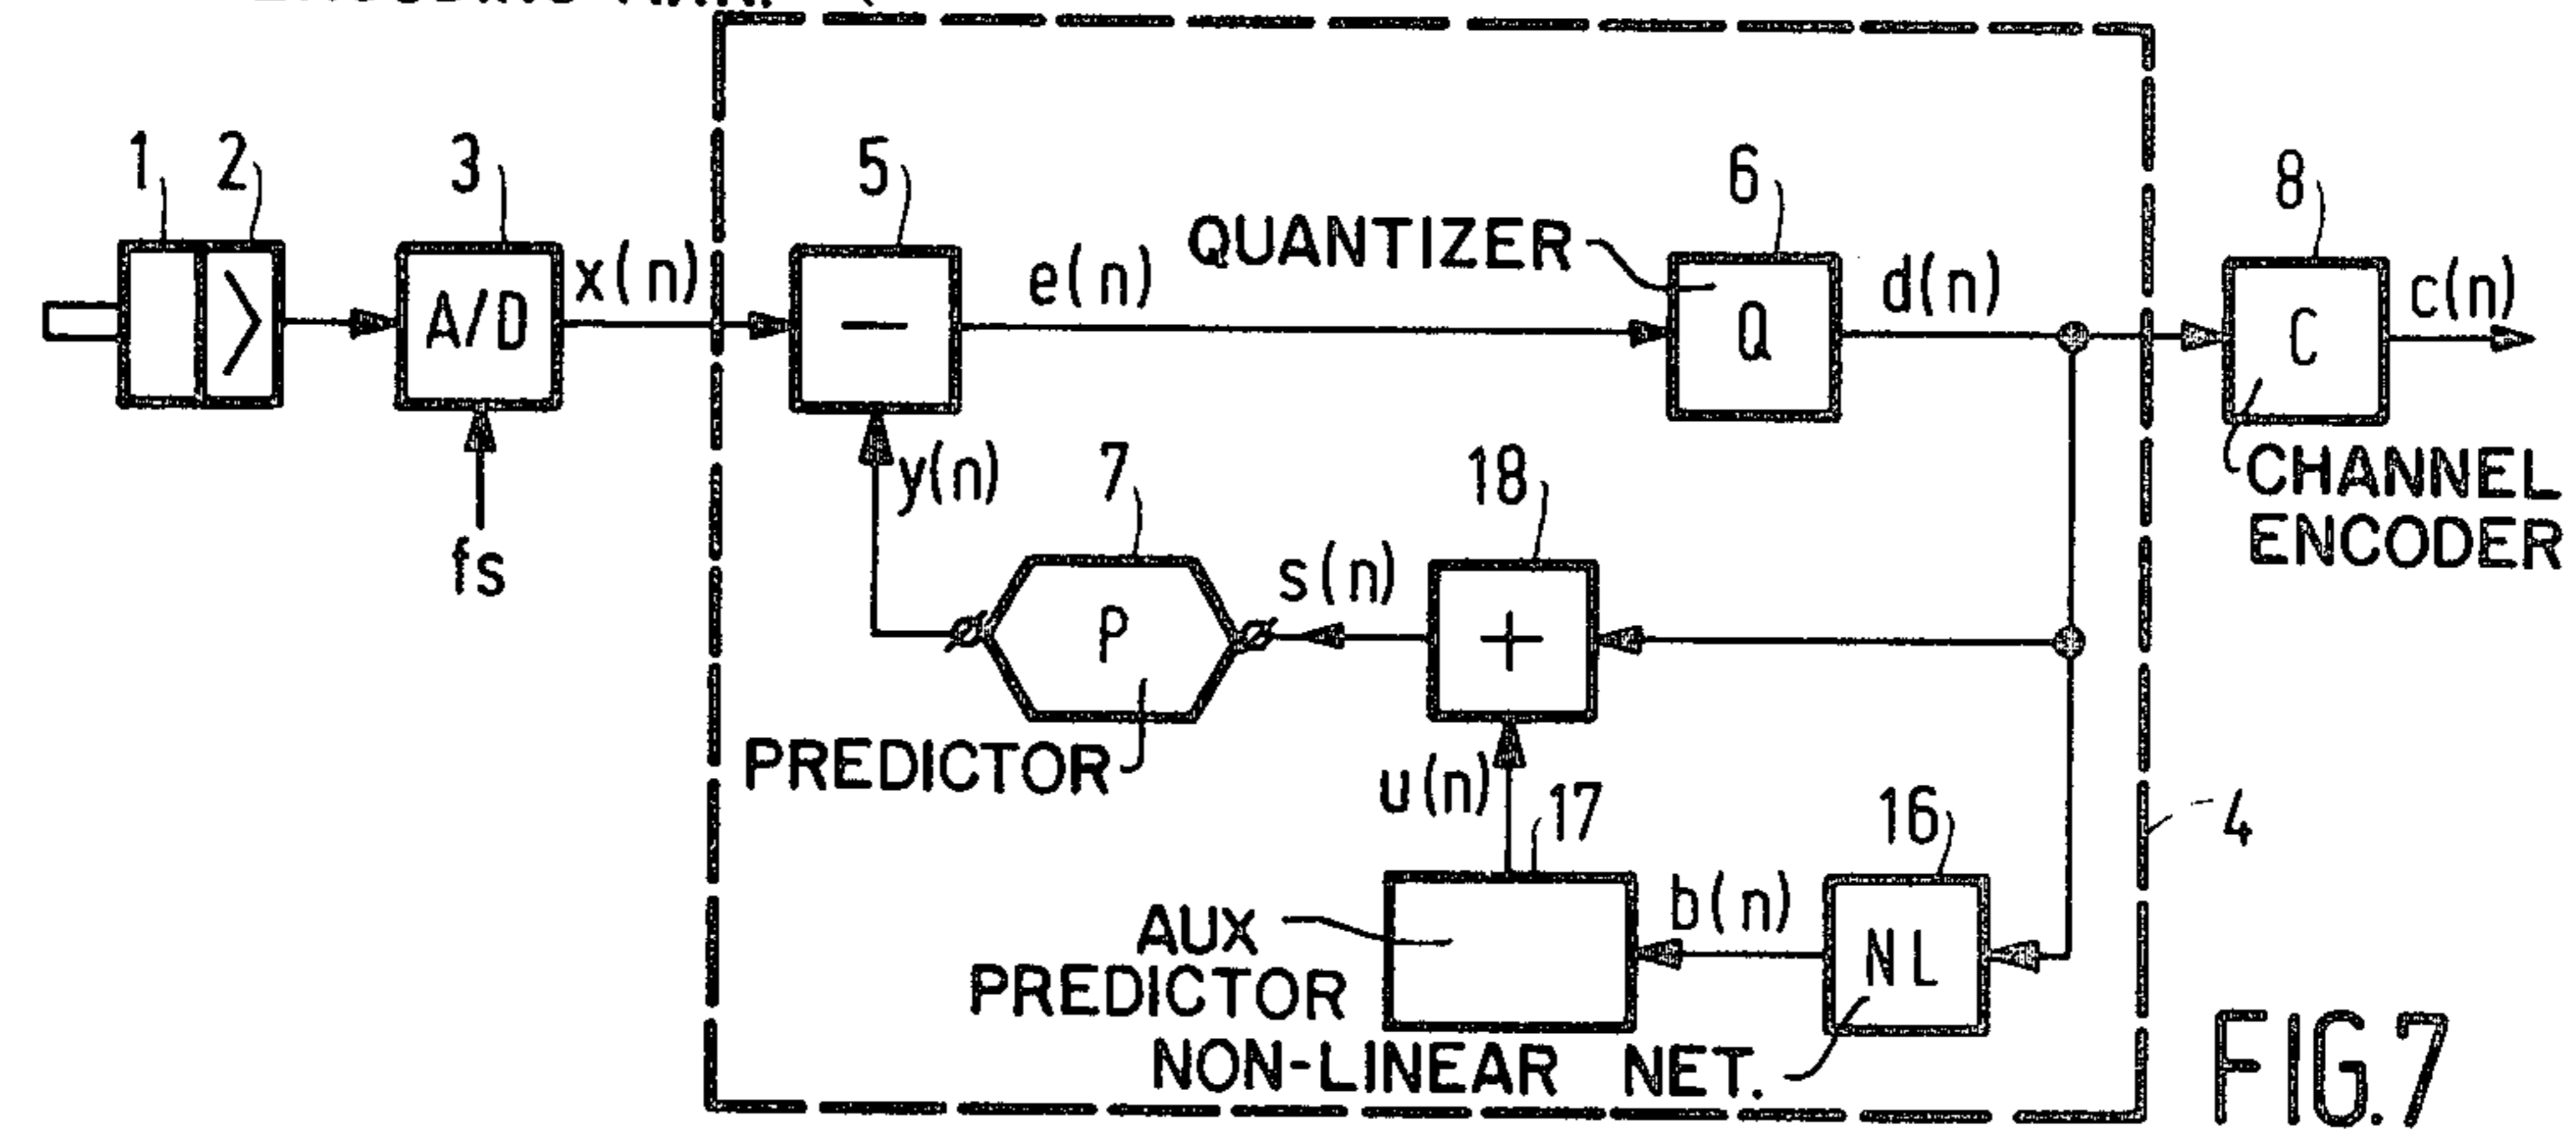 1
2
3
A/D
x(n)
fs
5
−
e(n)
QUANTIZER
6
Q
d(n)
8
C
c(n)
CHANNEL
ENCODER
y(n)
7
P
PREDICTOR
s(n)
18
+
u(n)
17
AUX
PREDICTOR
b(n)
16
NL
NON-LINEAR NET.
4
FIG.7